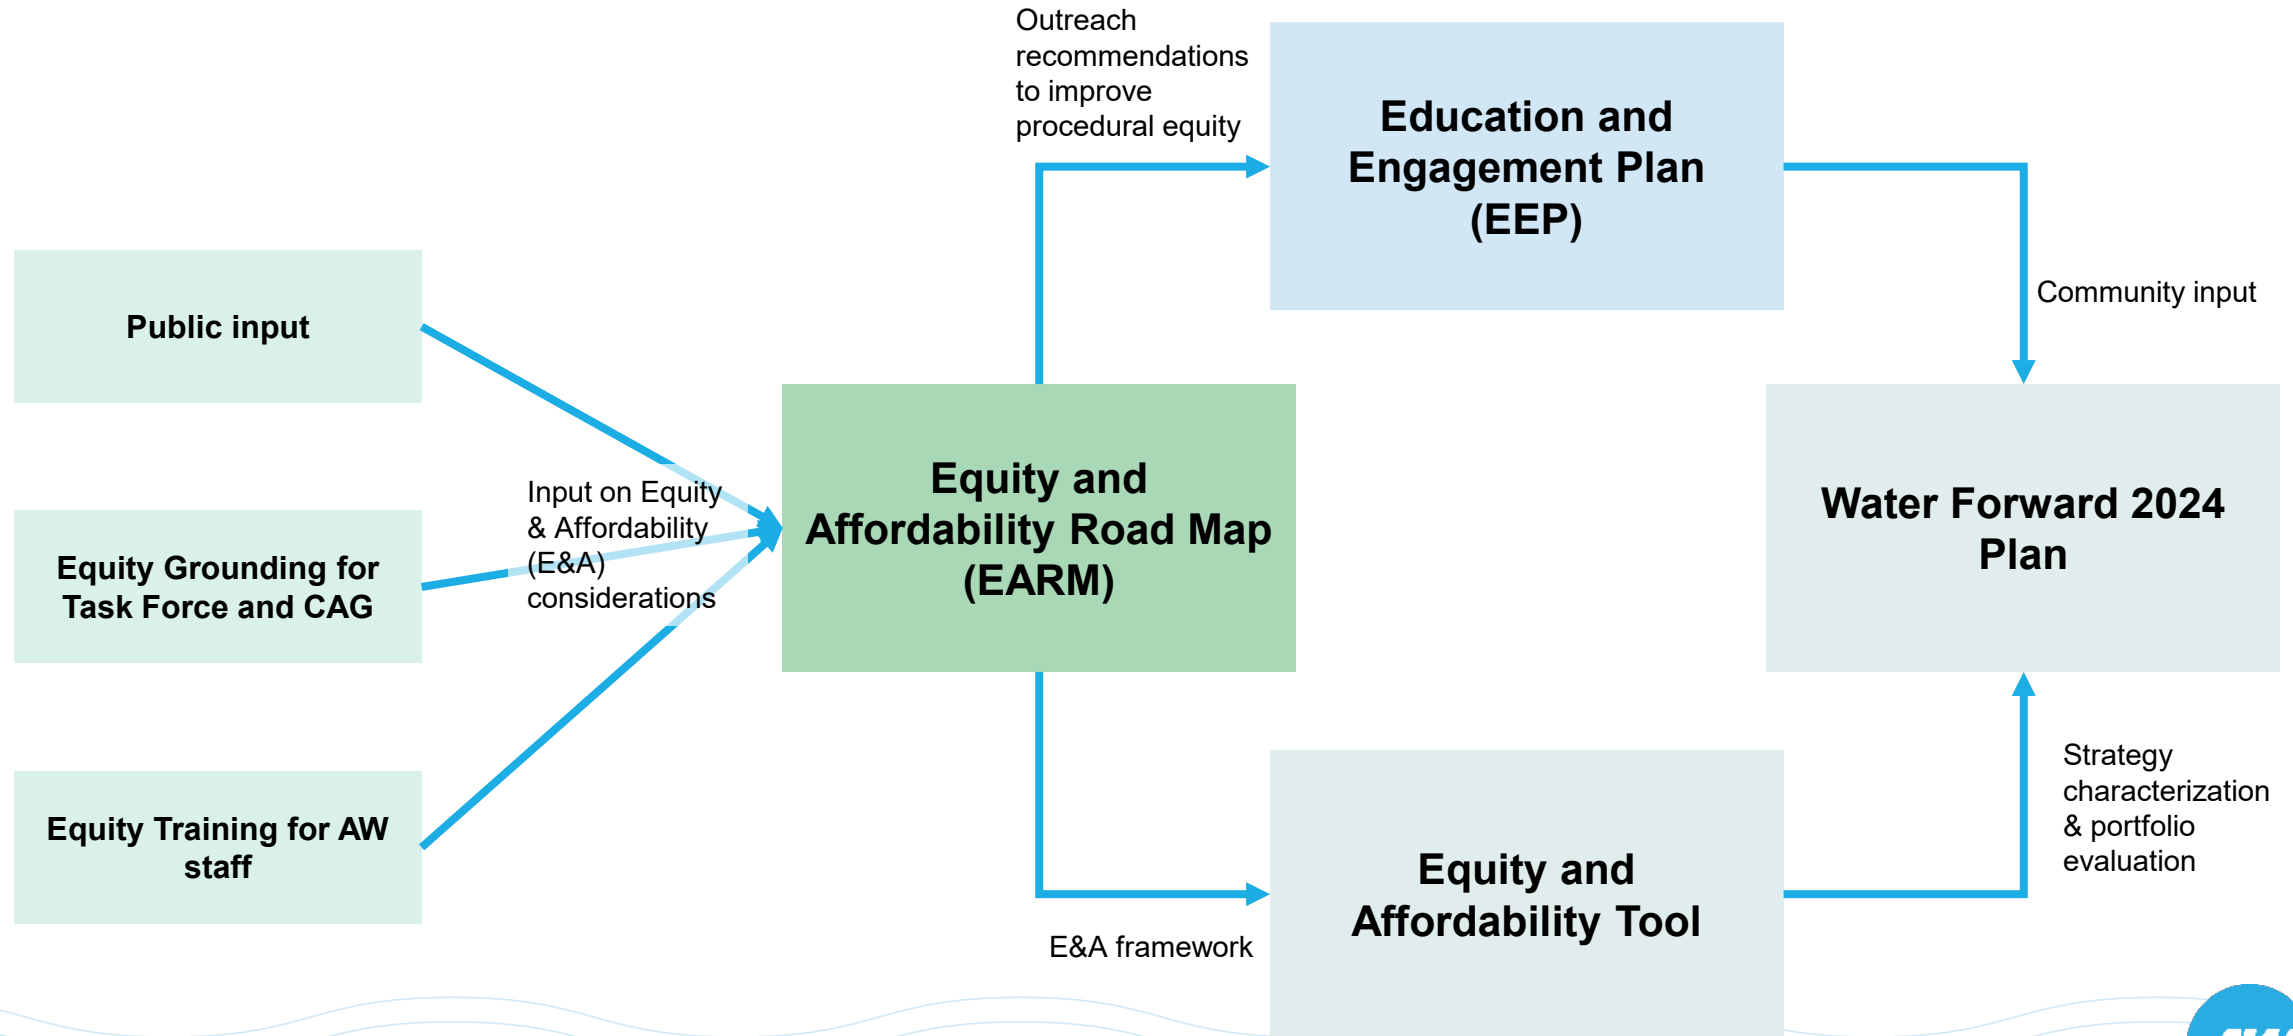 Outreach
recommendations
to improve
procedural equity
Education and
Engagement Plan
(EEP)
Community input
Public input
Input on Equity
& Affordability
(E&A)
considerations
Equity Grounding for
Task Force and CAG
Equity Training for AW
staff
Equity and
Affordability Road Map
(EARM)
Water Forward 2024
Plan
Strategy
characterization
& portfolio
evaluation
E&A framework
Equity and
Affordability Tool